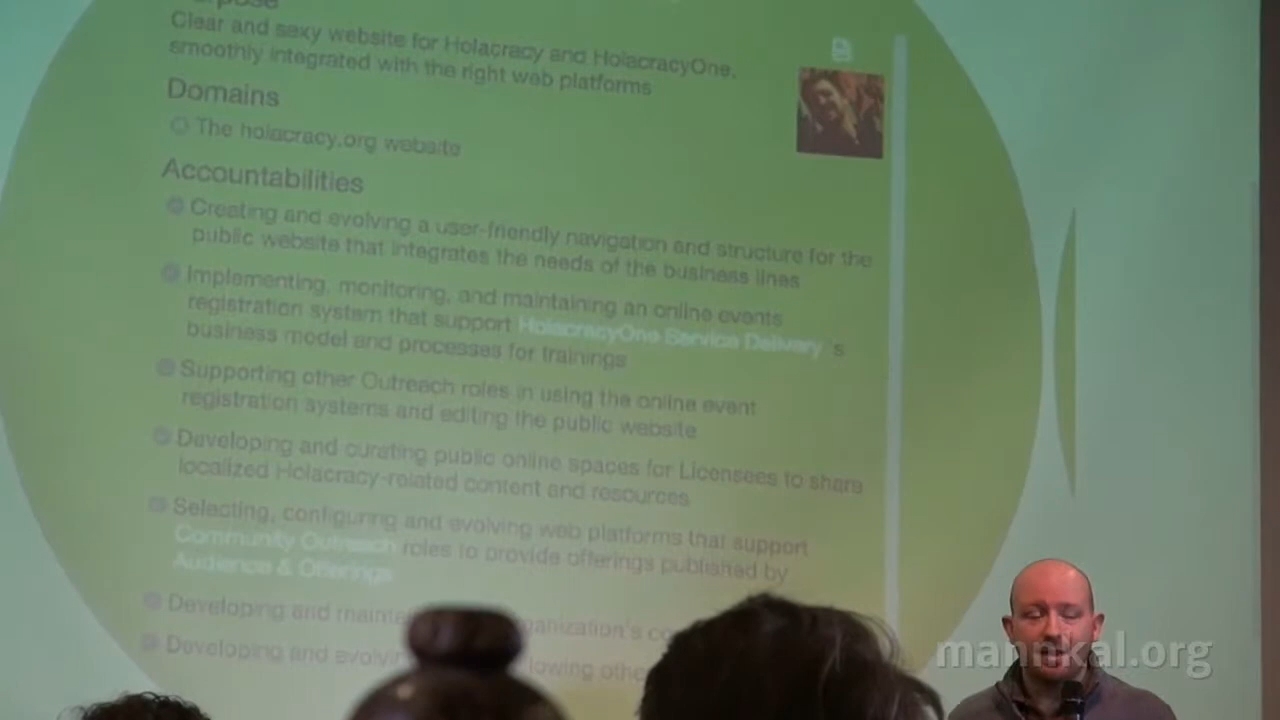 Clear and sexy website for Holacracy and HolacracyOne,
smoothly integrated with the right web platforms
Domains
The holacracy.org website
Accountabilities
Creating and evolving a user-friendly navigation and structure for the
public website that integrates the needs of the business lines
Implementing, monitoring, and maintaining an online events
registration system that support HolacracyOne Service Delivery 's
business model and processes for trainings
Supporting other Outreach roles in using the online event
registration systems and editing the public website
Developing and curating public online spaces for Licensees to share
localized Holacracy-related content and resources
Selecting, configuring and evolving web platforms that support
Community Outreach roles to provide offerings published by
Audience & Offerings
Developing and
Developing and
mannkal.org